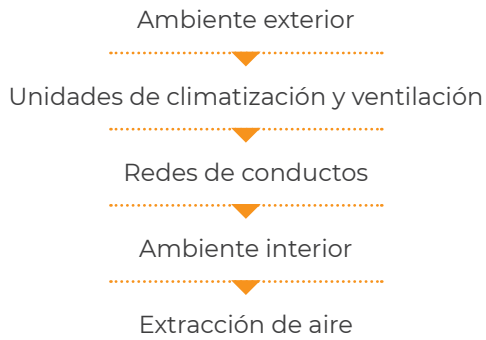 Ambiente exterior
Unidades de climatización y ventilación
Redes de conductos
Ambiente interior
Extracción de aire